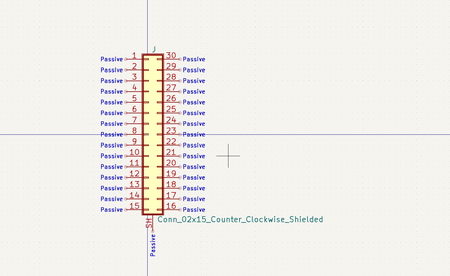 J
Passive 1 30 Passive
Passive 2 29 Passive
Passive 3 28 Passive
Passive 4 27 Passive
Passive 5 26 Passive
Passive 6 25 Passive
Passive 7 24 Passive
Passive 8 23 Passive
Passive 9 22 Passive
Passive 10 21 Passive
Passive 11 20 Passive
Passive 12 19 Passive
Passive 13 18 Passive
Passive 14 17 Passive
Passive 15 16 Passive
Conn_02x15_Counter_Clockwise_Shielded
SH
Passive